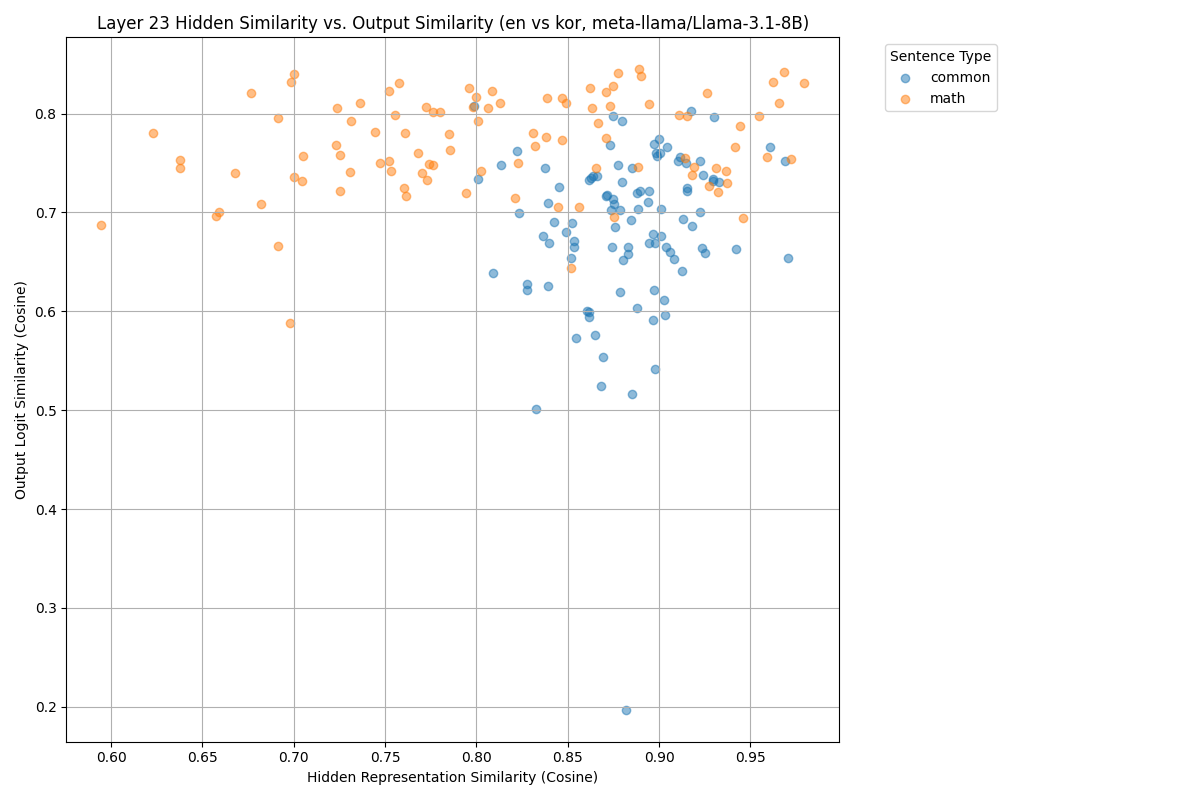 Layer 23 Hidden Similarity vs. Output Similarity (en vs kor, meta-llama/Llama-3.1-8B)
Sentence Type
common
math
Output Logit Similarity (Cosine)
0.8
0.7
0.6
0.5
0.4
0.3
0.2
0.60 0.65 0.70 0.75 0.80 0.85 0.90 0.95
Hidden Representation Similarity (Cosine)